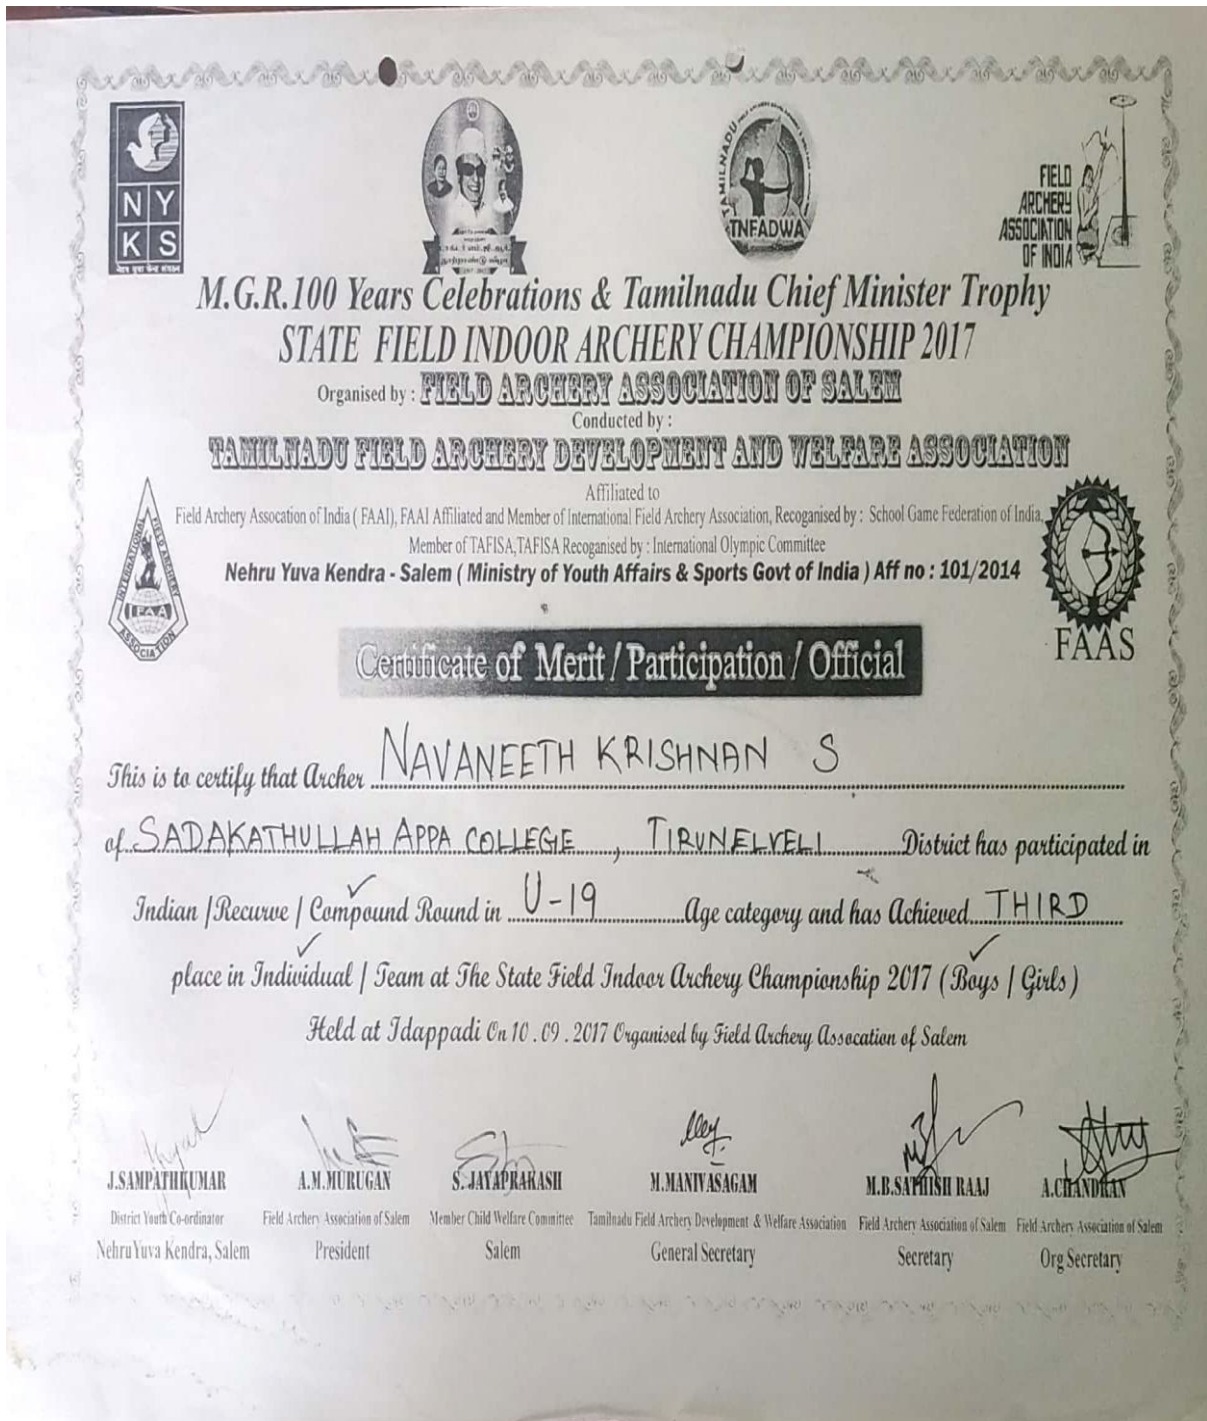 NYKS
नेहरू युवा केन्द्र संगठन
TAMILNADU
TNFADWA
FIELD
ARCHERY
ASSOCIATION
OF INDIA
M.G.R.100 Years Celebrations & Tamilnadu Chief Minister Trophy
STATE FIELD INDOOR ARCHERY CHAMPIONSHIP 2017
Organised by : FIELD ARCHERY ASSOCIATION OF SALEM
Conducted by :
TAMILNADU FIELD ARCHERY DEVELOPMENT AND WELFARE ASSOCIATION
Affiliated to
Field Archery Assocation of India ( FAAI), FAAI Affiliated and Member of International Field Archery Association, Recoganised by : School Game Federation of India,
Member of TAFISA,TAFISA Recoganised by : International Olympic Committee
Nehru Yuva Kendra - Salem ( Ministry of Youth Affairs & Sports Govt of India ) Aff no : 101/2014
INTERNATIONAL FIELD ARCHERY
IFAA
ASSOCIATION
FAAS
Certificate of Merit / Participation / Official
This is to certify that Archer NAVANEETH KRISHNAN S
of SADAKATHULLAH APPA COLLEGE , TIRUNELVELI District has participated in
Indian / Recurve / Compound Round in U-19 Age category and has Achieved THIRD
place in Individual / Team at The State Field Indoor Archery Championship 2017 ( Boys / Girls )
Held at Idappadi On 10 . 09 . 2017 Organised by Field Archery Assocation of Salem
J.SAMPATHKUMAR A.M.MURUGAN S. JAYAPRAKASH M.MANIVASAGAM M.B.SATHISH RAAJ A.CHANDRAN
District Youth Co-ordinator Field Archery Association of Salem Member Child Welfare Committee Tamilnadu Field Archery Development & Welfare Association Field Archery Association of Salem Field Archery Association of Salem
Nehru Yuva Kendra, Salem President Salem General Secretary Secretary Org Secretary